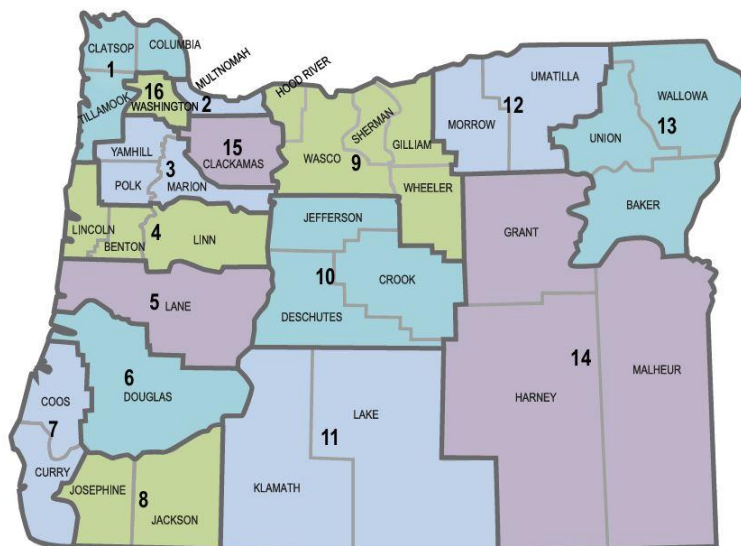 CLATSOP
COLUMBIA
1
TILLAMOOK
16
WASHINGTON
MULTNOMAH
2
HOOD RIVER
WASCO
SHERMAN
GILLIAM
9
WHEELER
MORROW
UMATILLA
12
WALLOWA
UNION
13
BAKER
YAMHILL
POLK
3
MARION
15
CLACKAMAS
LINCOLN
BENTON
4
LINN
JEFFERSON
10
CROOK
DESCHUTES
GRANT
5
LANE
6
DOUGLAS
COOS
7
CURRY
JOSEPHINE
8
JACKSON
KLAMATH
11
LAKE
HARNEY
14
MALHEUR